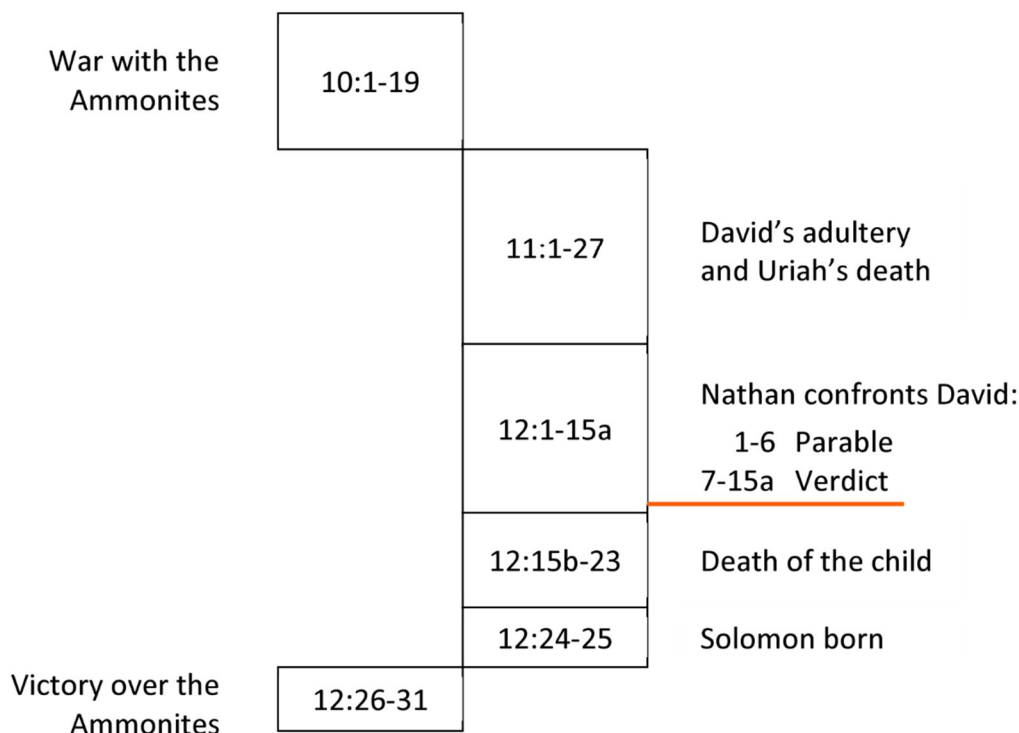 War with the
Ammonites
10:1-19
11:1-27
David’s adultery
and Uriah’s death
12:1-15a
Nathan confronts David:
1-6 Parable
7-15a Verdict
12:15b-23
Death of the child
12:24-25
Solomon born
Victory over the
Ammonites
12:26-31